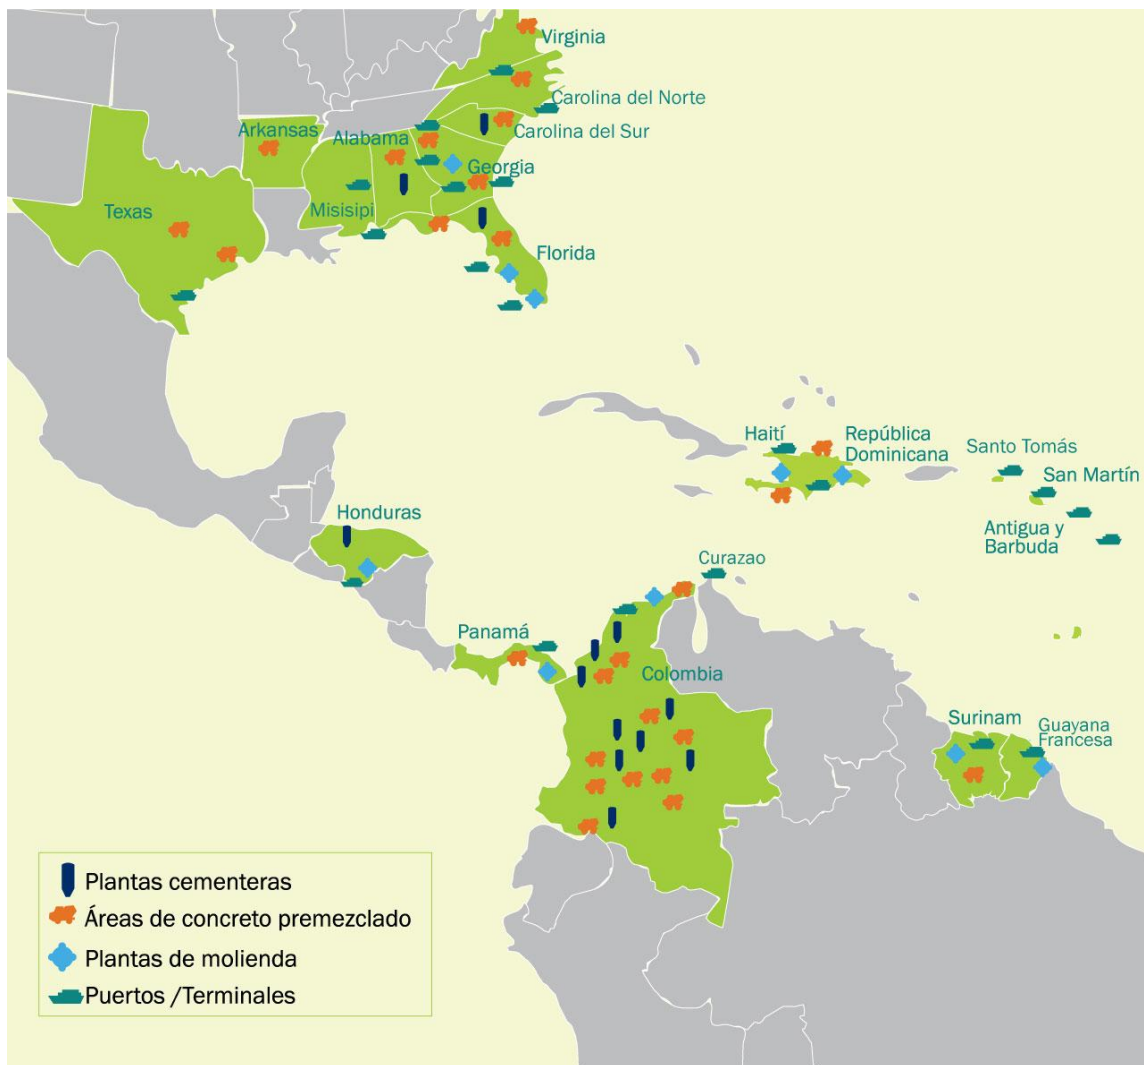 Virginia
Carolina del Norte
Carolina del Sur
Arkansas
Alabama
Georgia
Misisipi
Texas
Florida
Haití
República
Dominicana
Santo Tomás
San Martín
Antigua y
Barbuda
Honduras
Curazao
Panamá
Colombia
Surinam
Guayana
Francesa
Plantas cementeras
Áreas de concreto premezclado
Plantas de molienda
Puertos /Terminales